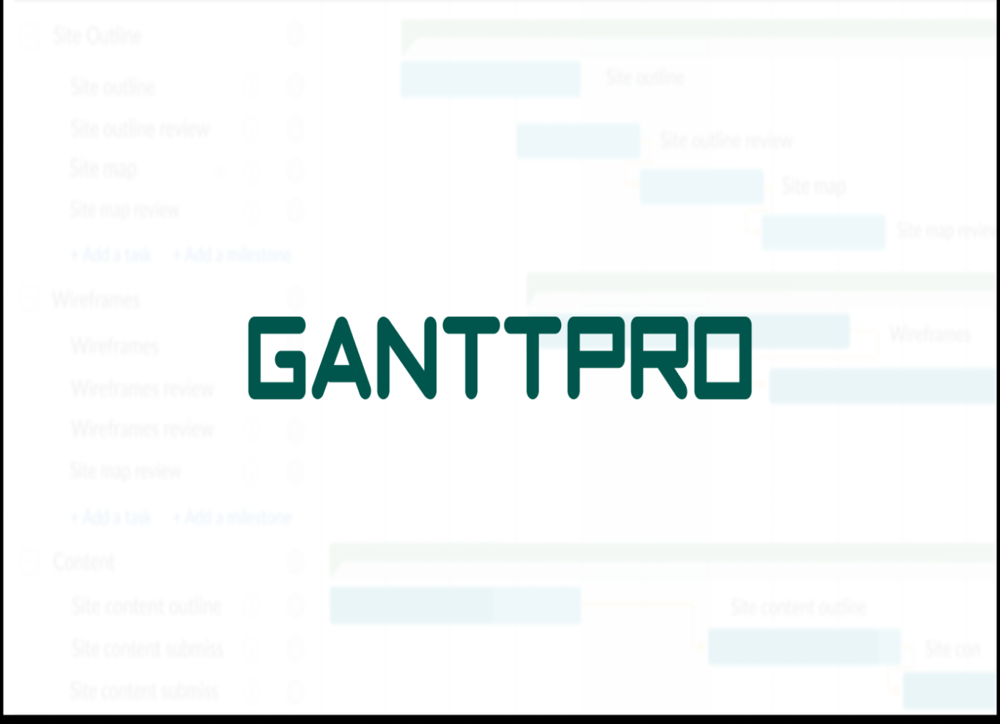 Site Outline
Site outline
Site outline
Site outline review
Site outline review
Site map
Site map
Site map review
Site map review
+ Add a task + Add a milestone
Wireframes
Wireframes
Wireframes
GANTTPRO
Wireframes review
Wireframes review
Site map review
+ Add a task + Add a milestone
Content
Site content outline
Site content outline
Site content submiss
Site con
Site content submiss